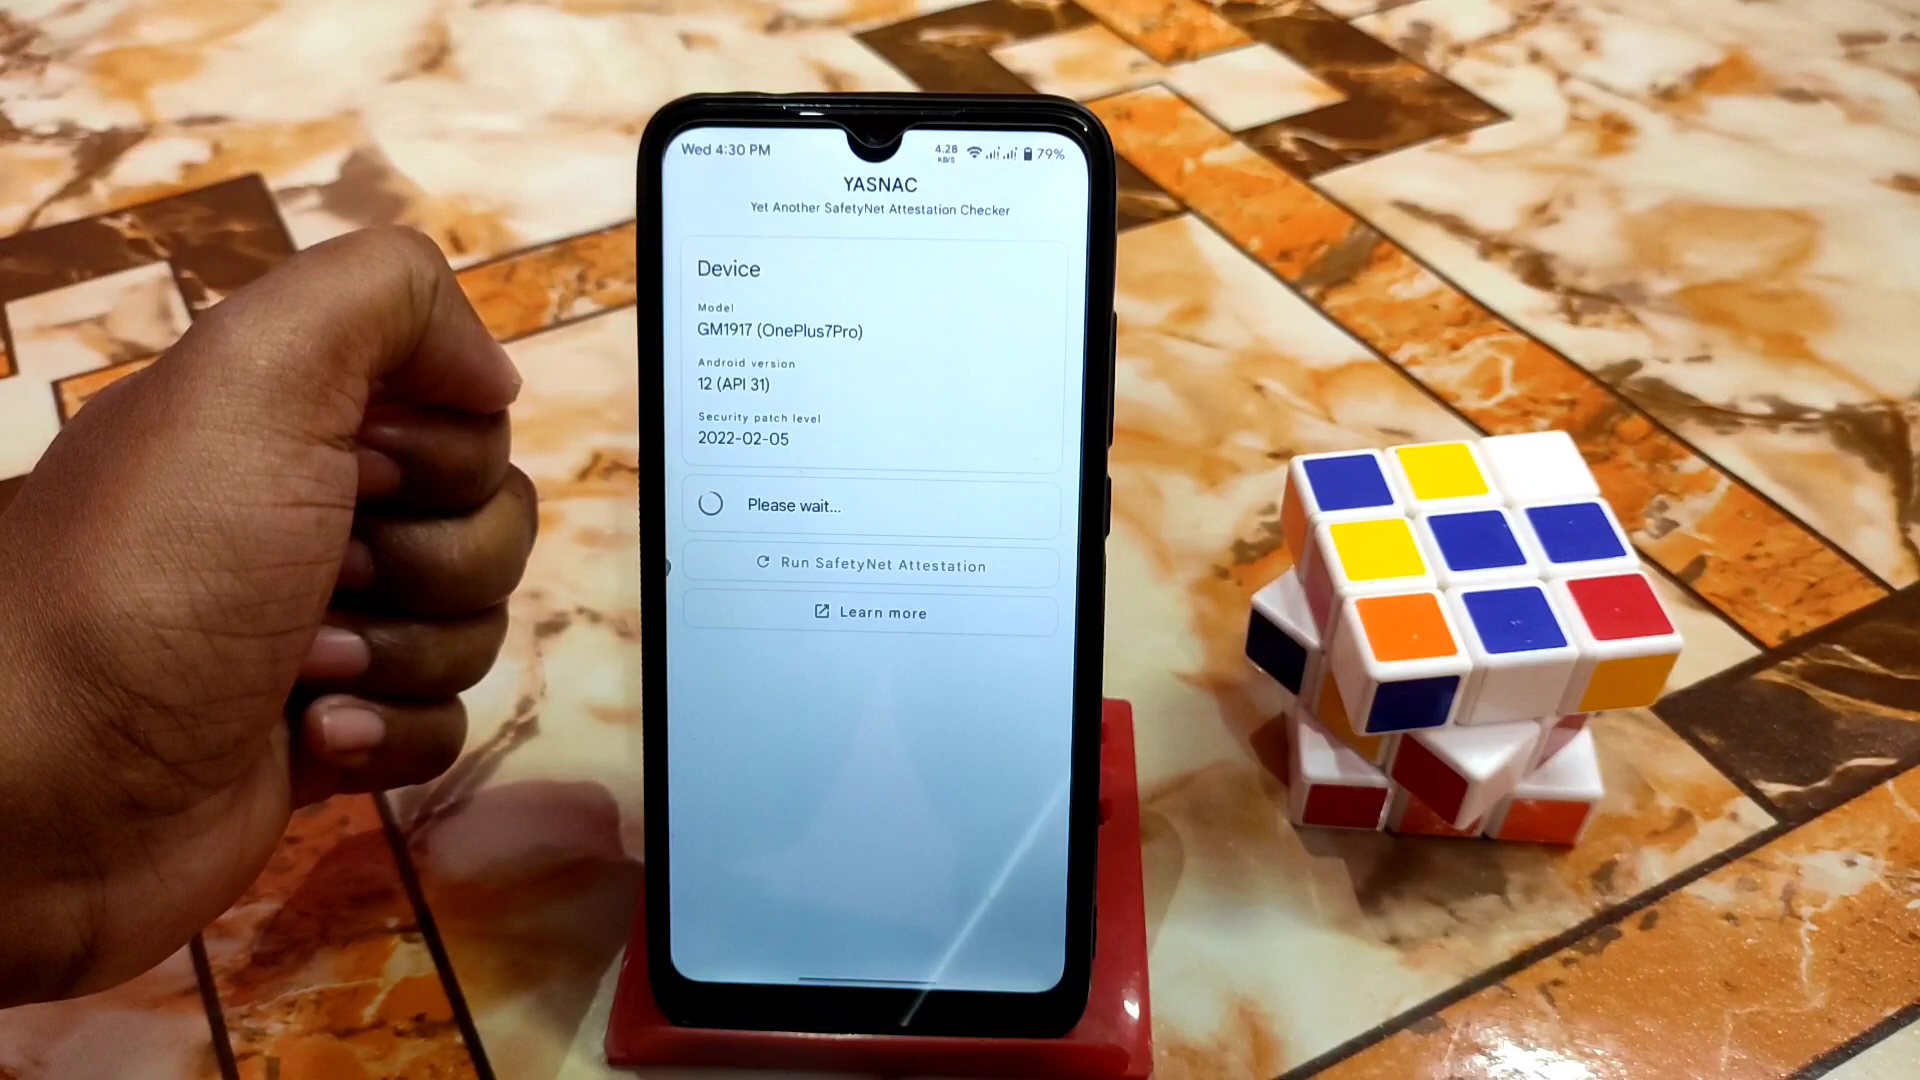 Wed 4:30 PM
4.28 KB/S 79%
YASNAC
Yet Another SafetyNet Attestation Checker
Device
Model
GM1917 (OnePlus7Pro)
Android version
12 (API 31)
Security patch level
2022-02-05
Please wait...
Run SafetyNet Attestation
Learn more